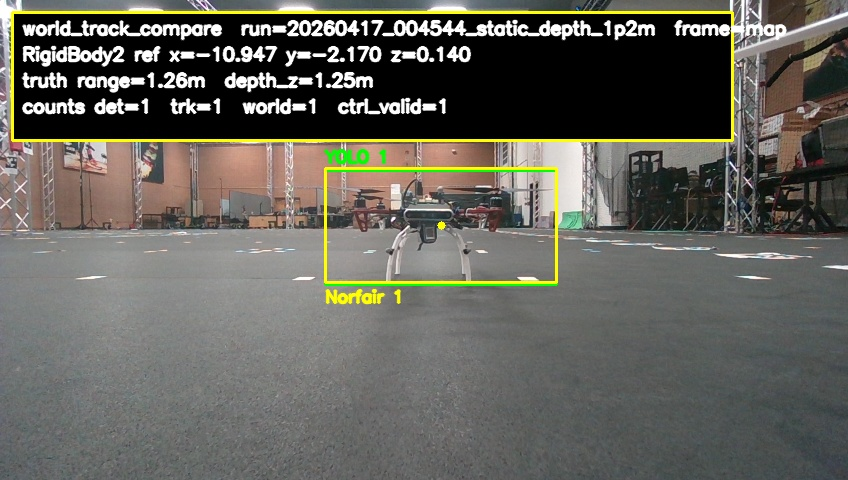 world_track_compare run=20260417_004544_static_depth_1p2m frame=map
RigidBody2 ref x=-10.947 y=-2.170 z=0.140
truth range=1.26m depth_z=1.25m
counts det=1 trk=1 world=1 ctrl_valid=1
YOLO 1
Norfair 1